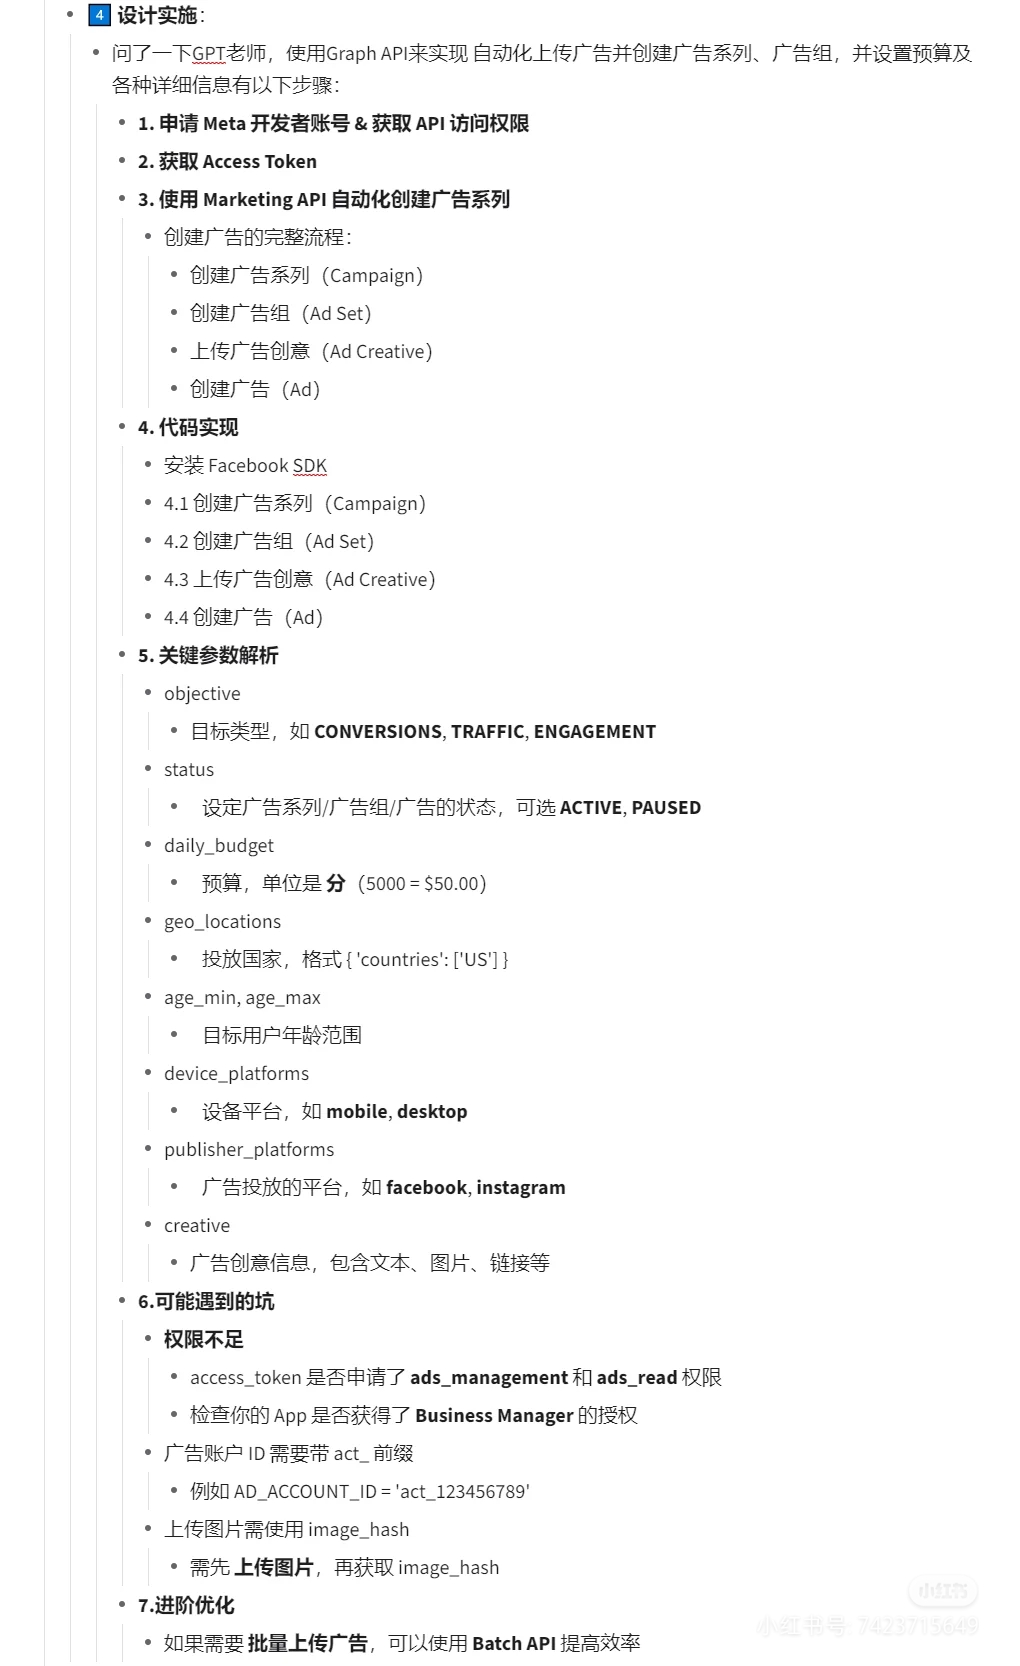 4 设计实施：
问了一下GPT老师，使用Graph API来实现 自动化上传广告并创建广告系列、广告组，并设置预算及
各种详细信息有以下步骤：
1. 申请 Meta 开发者账号 & 获取 API 访问权限
2. 获取 Access Token
3. 使用 Marketing API 自动化创建广告系列
创建广告的完整流程：
创建广告系列（Campaign）
创建广告组（Ad Set）
上传广告创意（Ad Creative）
创建广告（Ad）
4. 代码实现
安装 Facebook SDK
4.1 创建广告系列（Campaign）
4.2 创建广告组（Ad Set）
4.3 上传广告创意（Ad Creative）
4.4 创建广告（Ad）
5. 关键参数解析
objective
目标类型，如 CONVERSIONS, TRAFFIC, ENGAGEMENT
status
设定广告系列/广告组/广告的状态，可选 ACTIVE, PAUSED
daily_budget
预算，单位是 分（5000 = $50.00）
geo_locations
投放国家，格式 { 'countries': ['US'] }
age_min, age_max
目标用户年龄范围
device_platforms
设备平台，如 mobile, desktop
publisher_platforms
广告投放的平台，如 facebook, instagram
creative
广告创意信息，包含文本、图片、链接等
6.可能遇到的坑
权限不足
access_token 是否申请了 ads_management 和 ads_read 权限
检查你的 App 是否获得了 Business Manager 的授权
广告账户 ID 需要带 act_ 前缀
例如 AD_ACCOUNT_ID = 'act_123456789'
上传图片需使用 image_hash
需先 上传图片，再获取 image_hash
7.进阶优化
如果需要 批量上传广告，可以使用 Batch API 提高效率
小红书
小红书号: 7423715649